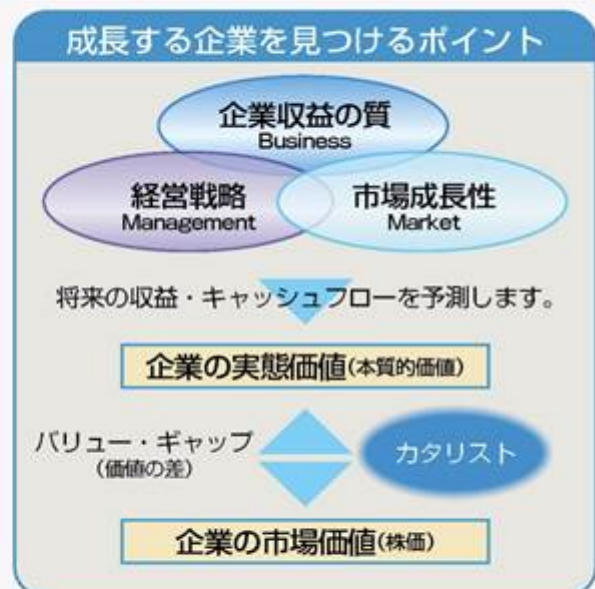 成長する企業を見つけるポイント
企業収益の質
Business
経営戦略
Management
市場成長性
Market
将来の収益・キャッシュフローを予測します。
企業の実態価値(本質的価値)
バリュー・ギャップ
(価値の差)
カタリスト
企業の市場価値(株価)